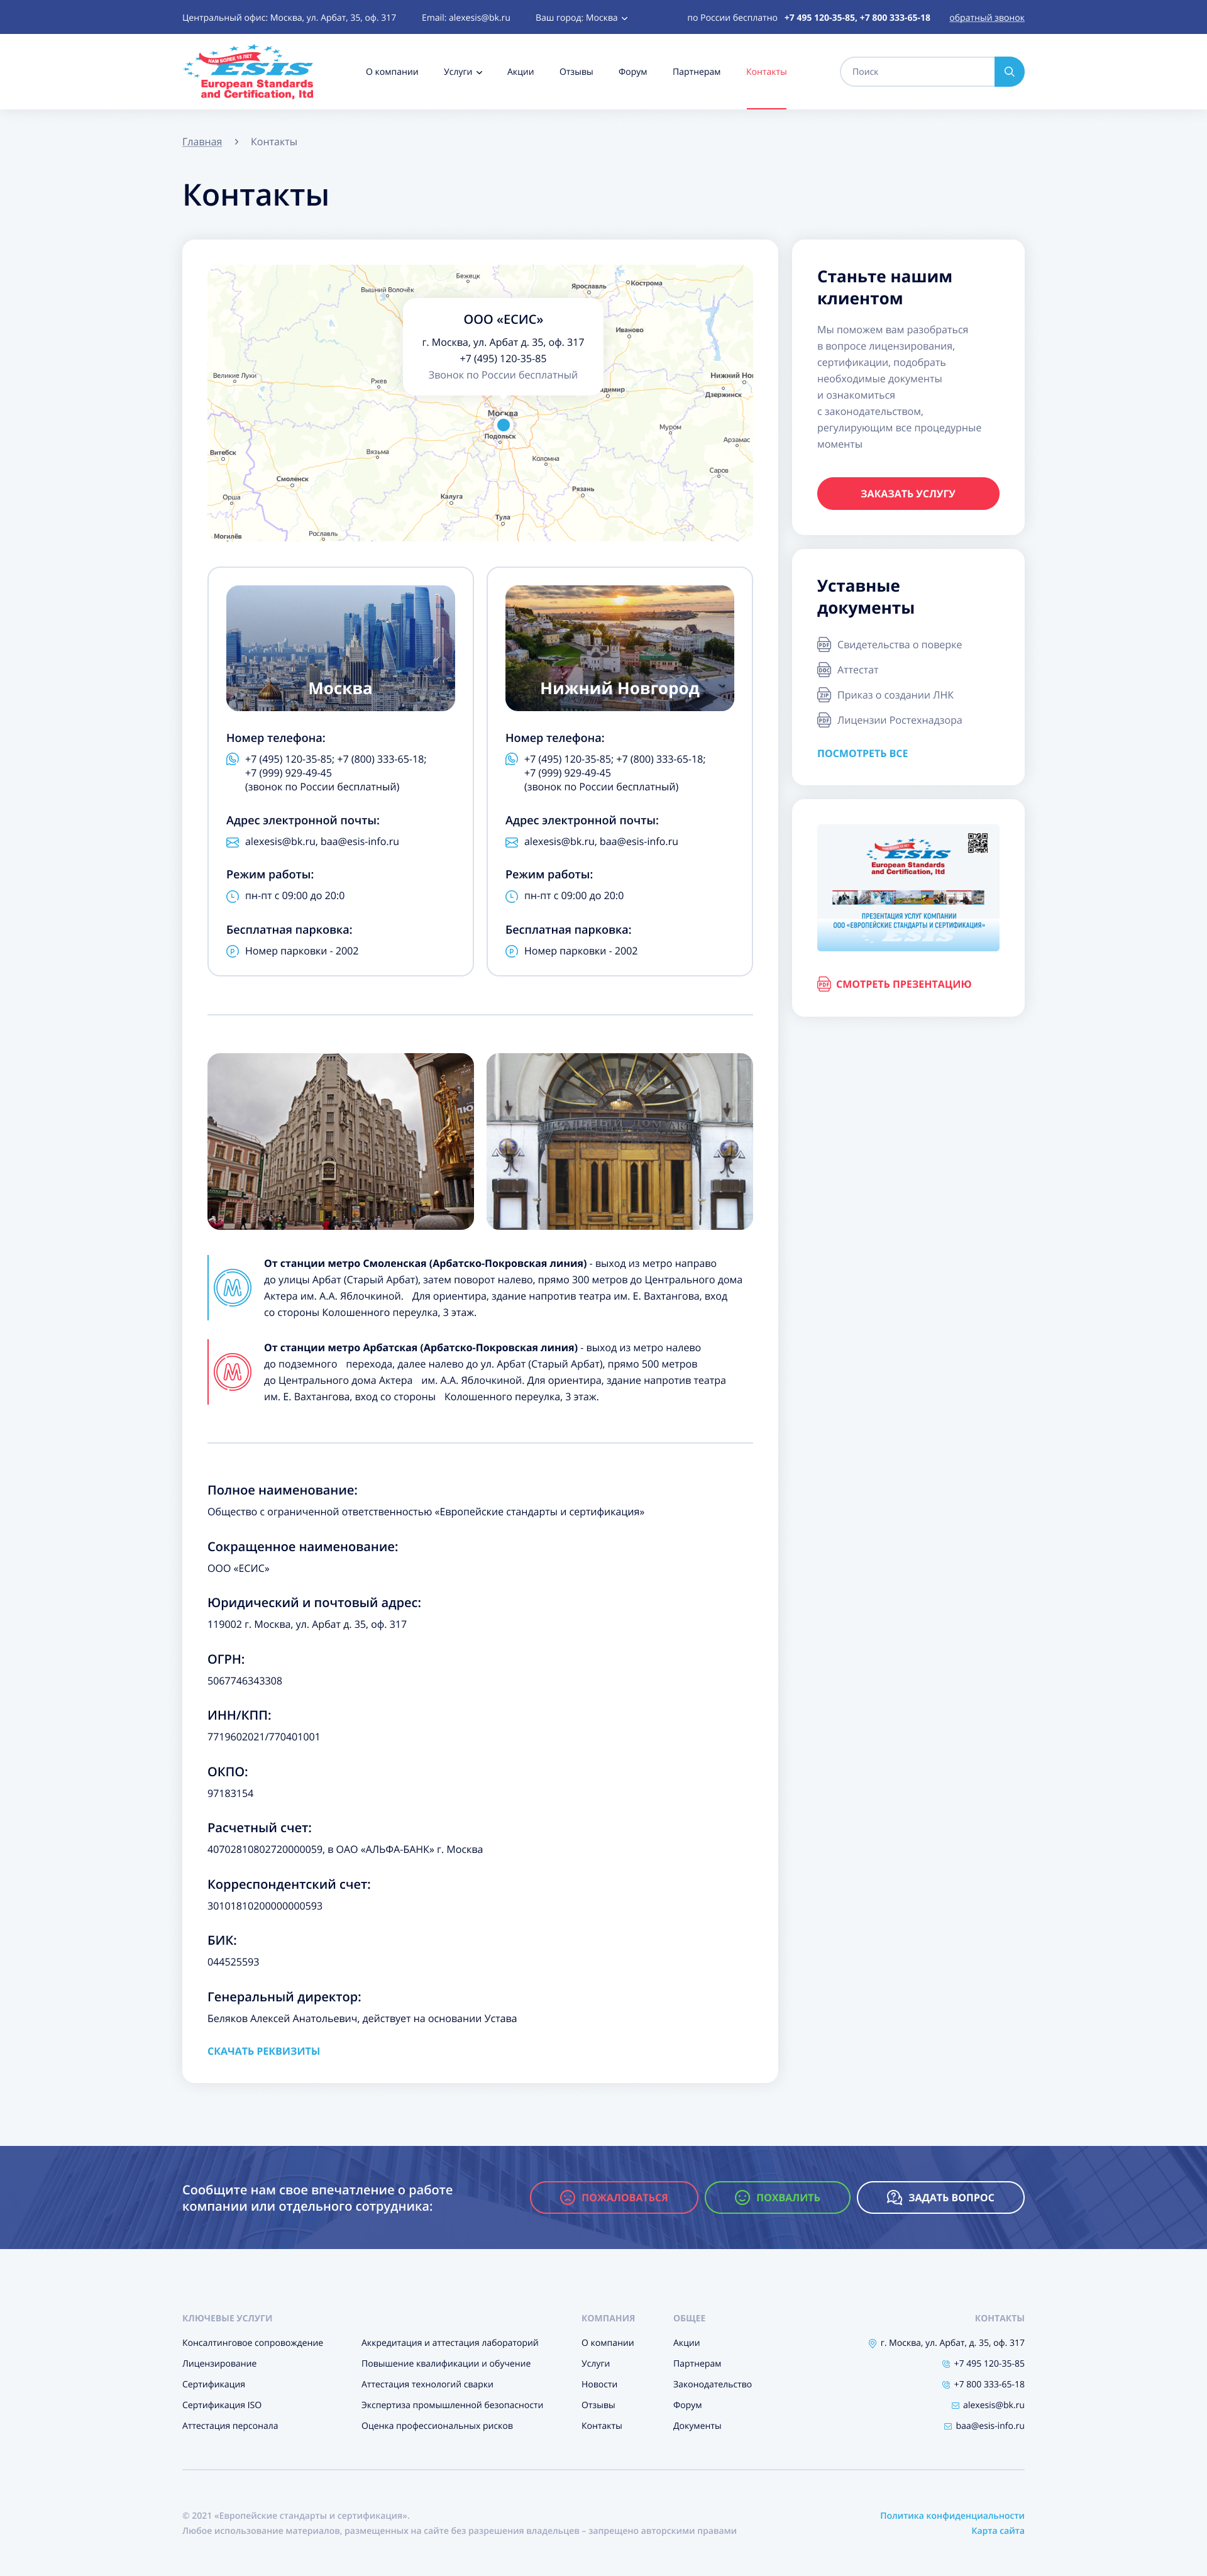 Центральный офис: Москва, ул. Арбат, 35, оф. 317
Email: alexesis@bk.ru
Ваш город: Москва
по России бесплатно +7 495 120-35-85, +7 800 333-65-18
обратный звонок
НАМ БОЛЕЕ 15 ЛЕТ
ESIS
European Standards
and Certification, ltd
О компании
Услуги
Акции
Отзывы
Форум
Партнерам
Контакты
Поиск
Главная
Контакты
Контакты
Бежецк
Вышний Волочёк
Ярославль
Кострома
Иваново
Великие Луки
Ржев
адимир
Нижний Нов
Дзержинск
ООО «ЕСИС»
г. Москва, ул. Арбат д. 35, оф. 317
+7 (495) 120-35-85
Звонок по России бесплатный
Москва
Подольск
Муром
Арзамас
Витебск
Вязьма
Коломна
Саров
Смоленск
Орша
Калуга
Рязань
Тула
Могилёв
Рославль
Москва
Номер телефона:
+7 (495) 120-35-85; +7 (800) 333-65-18;
+7 (999) 929-49-45
(звонок по России бесплатный)
Адрес электронной почты:
alexesis@bk.ru, baa@esis-info.ru
Режим работы:
пн-пт с 09:00 до 20:0
Бесплатная парковка:
P
Номер парковки - 2002
Нижний Новгород
Номер телефона:
+7 (495) 120-35-85; +7 (800) 333-65-18;
+7 (999) 929-49-45
(звонок по России бесплатный)
Адрес электронной почты:
alexesis@bk.ru, baa@esis-info.ru
Режим работы:
пн-пт с 09:00 до 20:0
Бесплатная парковка:
P
Номер парковки - 2002
От станции метро Смоленская (Арбатско-Покровская линия) - выход из метро направо
до улицы Арбат (Старый Арбат), затем поворот налево, прямо 300 метров до Центрального дома
Актера им. А.А. Яблочкиной. Для ориентира, здание напротив театра им. Е. Вахтангова, вход
со стороны Колошенного переулка, 3 этаж.
От станции метро Арбатская (Арбатско-Покровская линия) - выход из метро налево
до подземного перехода, далее налево до ул. Арбат (Старый Арбат), прямо 500 метров
до Центрального дома Актера им. А.А. Яблочкиной. Для ориентира, здание напротив театра
им. Е. Вахтангова, вход со стороны Колошенного переулка, 3 этаж.
Полное наименование:
Общество с ограниченной ответственностью «Европейские стандарты и сертификация»
Сокращенное наименование:
ООО «ЕСИС»
Юридический и почтовый адрес:
119002 г. Москва, ул. Арбат д. 35, оф. 317
ОГРН:
5067746343308
ИНН/КПП:
7719602021/770401001
ОКПО:
97183154
Расчетный счет:
40702810802720000059, в ОАО «АЛЬФА-БАНК» г. Москва
Корреспондентский счет:
30101810200000000593
БИК:
044525593
Генеральный директор:
Беляков Алексей Анатольевич, действует на основании Устава
СКАЧАТЬ РЕКВИЗИТЫ
Станьте нашим
клиентом
Мы поможем вам разобраться
в вопросе лицензирования,
сертификации, подобрать
необходимые документы
и ознакомиться
с законодательством,
регулирующим все процедурные
моменты
ЗАКАЗАТЬ УСЛУГУ
Уставные
документы
PDF Свидетельства о поверке
DOC Аттестат
ZIP Приказ о создании ЛНК
PDF Лицензии Ростехнадзора
ПОСМОТРЕТЬ ВСЕ
ESIS
European Standards
and Certification, ltd
ПРЕЗЕНТАЦИЯ УСЛУГ КОМПАНИИ
ООО «ЕВРОПЕЙСКИЕ СТАНДАРТЫ И СЕРТИФИКАЦИЯ»
ESIS
PDF СМОТРЕТЬ ПРЕЗЕНТАЦИЮ
Сообщите нам свое впечатление о работе
компании или отдельного сотрудника:
ПОЖАЛОВАТЬСЯ
ПОХВАЛИТЬ
ЗАДАТЬ ВОПРОС
КЛЮЧЕВЫЕ УСЛУГИ
Консалтинговое сопровождение
Лицензирование
Сертификация
Сертификация ISO
Аттестация персонала
Аккредитация и аттестация лабораторий
Повышение квалификации и обучение
Аттестация технологий сварки
Экспертиза промышленной безопасности
Оценка профессиональных рисков
КОМПАНИЯ
О компании
Услуги
Новости
Отзывы
Контакты
ОБЩЕЕ
Акции
Партнерам
Законодательство
Форум
Документы
КОНТАКТЫ
г. Москва, ул. Арбат, д. 35, оф. 317
+7 495 120-35-85
+7 800 333-65-18
alexesis@bk.ru
baa@esis-info.ru
© 2021 «Европейские стандарты и сертификация».
Любое использование материалов, размещенных на сайте без разрешения владельцев – запрещено авторскими правами
Политика конфиденциальности
Карта сайта